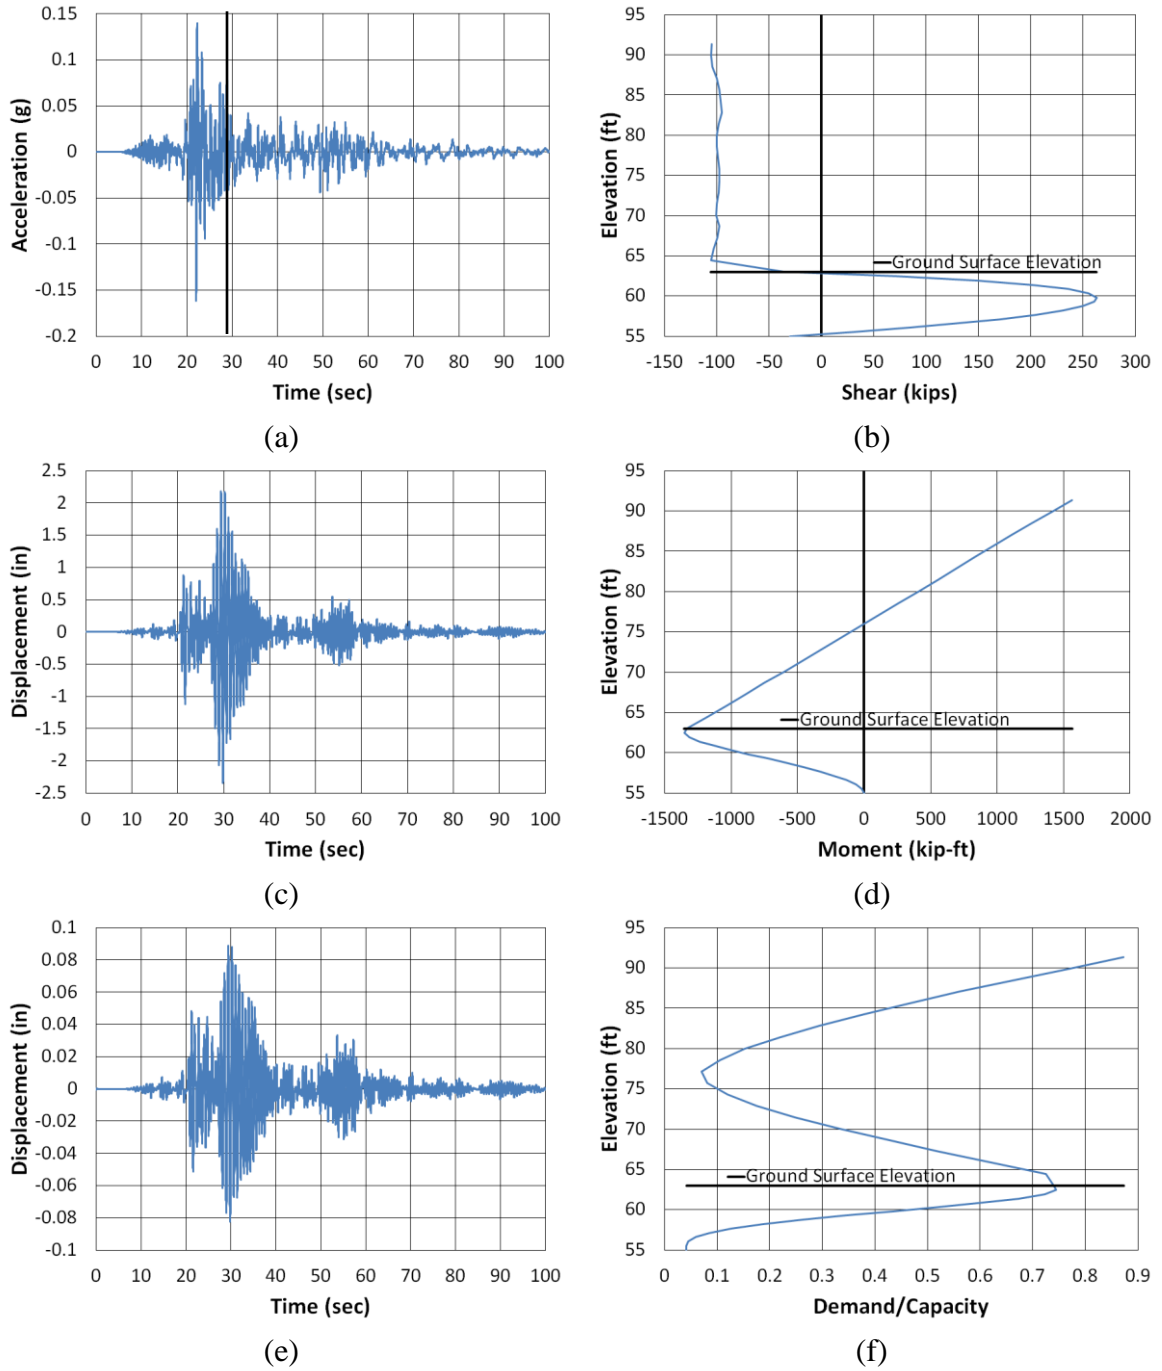 0.15
0.1
0.05
0
-0.05
-0.1
-0.15
-0.2
Acceleration (g)
0 10 20 30 40 50 60 70 80 90 100
Time (sec)
(a)
95
90
85
80
75
70
65
60
55
Elevation (ft)
Ground Surface Elevation
-150 -100 -50 0 50 100 150 200 250 300
Shear (kips)
(b)
2.5
2
1.5
1
0.5
0
-0.5
-1
-1.5
-2
-2.5
Displacement (in)
0 10 20 30 40 50 60 70 80 90 100
Time (sec)
(c)
95
90
85
80
75
70
65
60
55
Elevation (ft)
Ground Surface Elevation
-1500 -1000 -500 0 500 1000 1500 2000
Moment (kip-ft)
(d)
0.1
0.08
0.06
0.04
0.02
0
-0.02
-0.04
-0.06
-0.08
-0.1
Displacement (in)
0 10 20 30 40 50 60 70 80 90 100
Time (sec)
(e)
95
90
85
80
75
70
65
60
55
Elevation (ft)
Ground Surface Elevation
0 0.1 0.2 0.3 0.4 0.5 0.6 0.7 0.8 0.9
Demand/Capacity
(f)